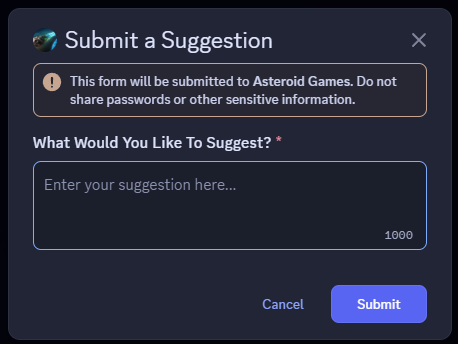 Submit a Suggestion
This form will be submitted to Asteroid Games. Do not
share passwords or other sensitive information.
What Would You Like To Suggest? *
Enter your suggestion here...
1000
Cancel
Submit